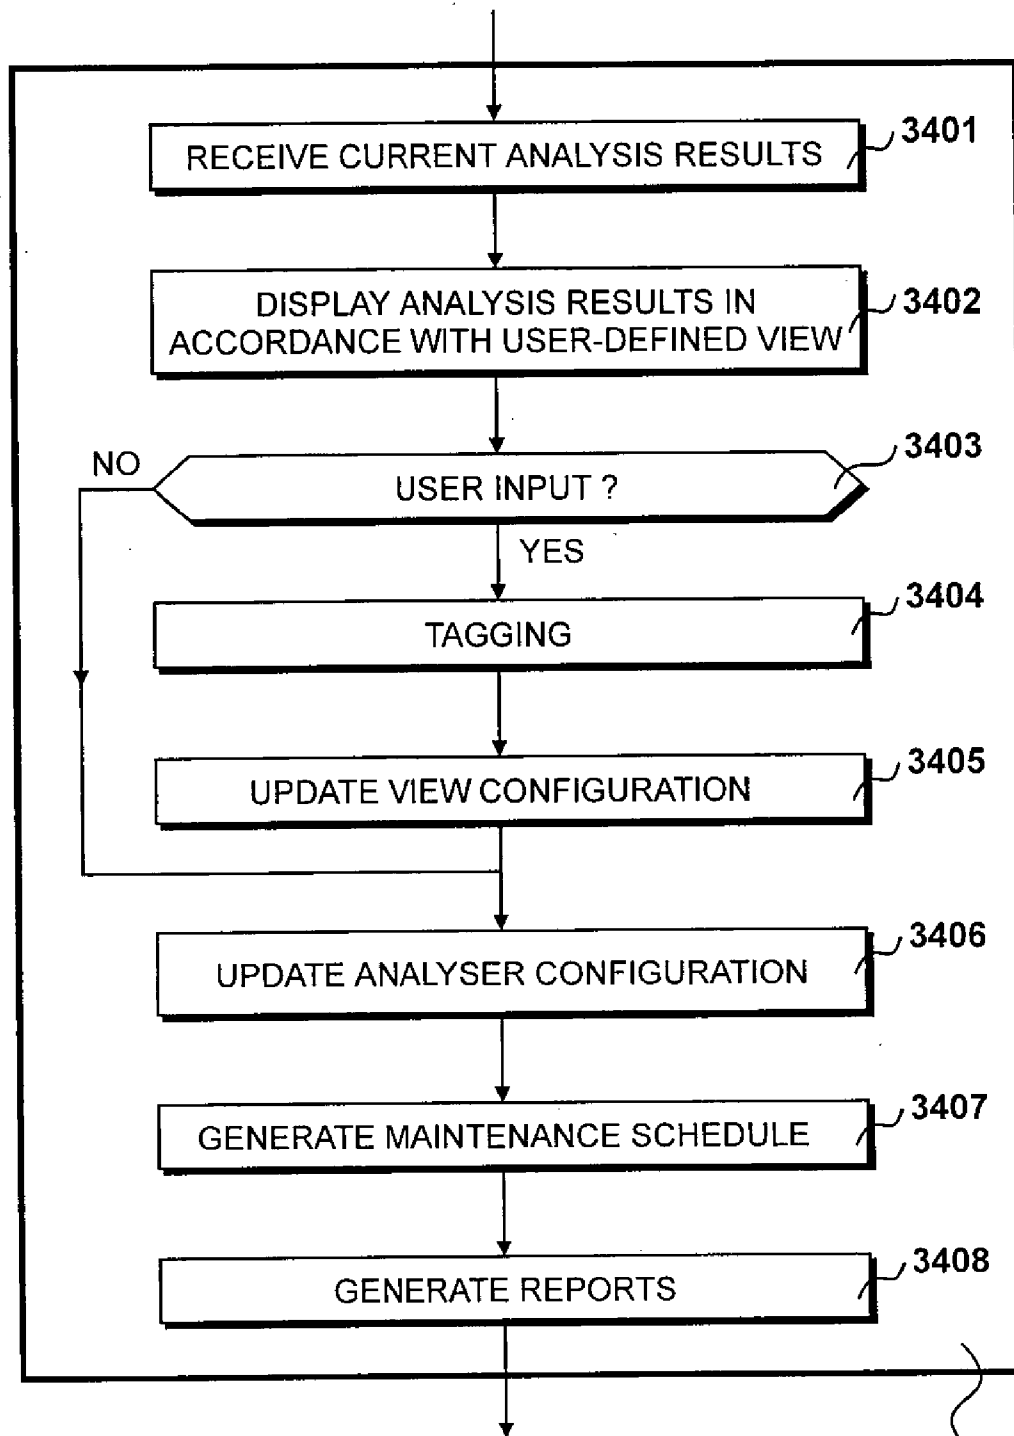 3401
RECEIVE CURRENT ANALYSIS RESULTS
3402
DISPLAY ANALYSIS RESULTS IN
ACCORDANCE WITH USER-DEFINED VIEW
3403
NO
USER INPUT ?
YES
3404
TAGGING
3405
UPDATE VIEW CONFIGURATION
3406
UPDATE ANALYSER CONFIGURATION
3407
GENERATE MAINTENANCE SCHEDULE
3408
GENERATE REPORTS